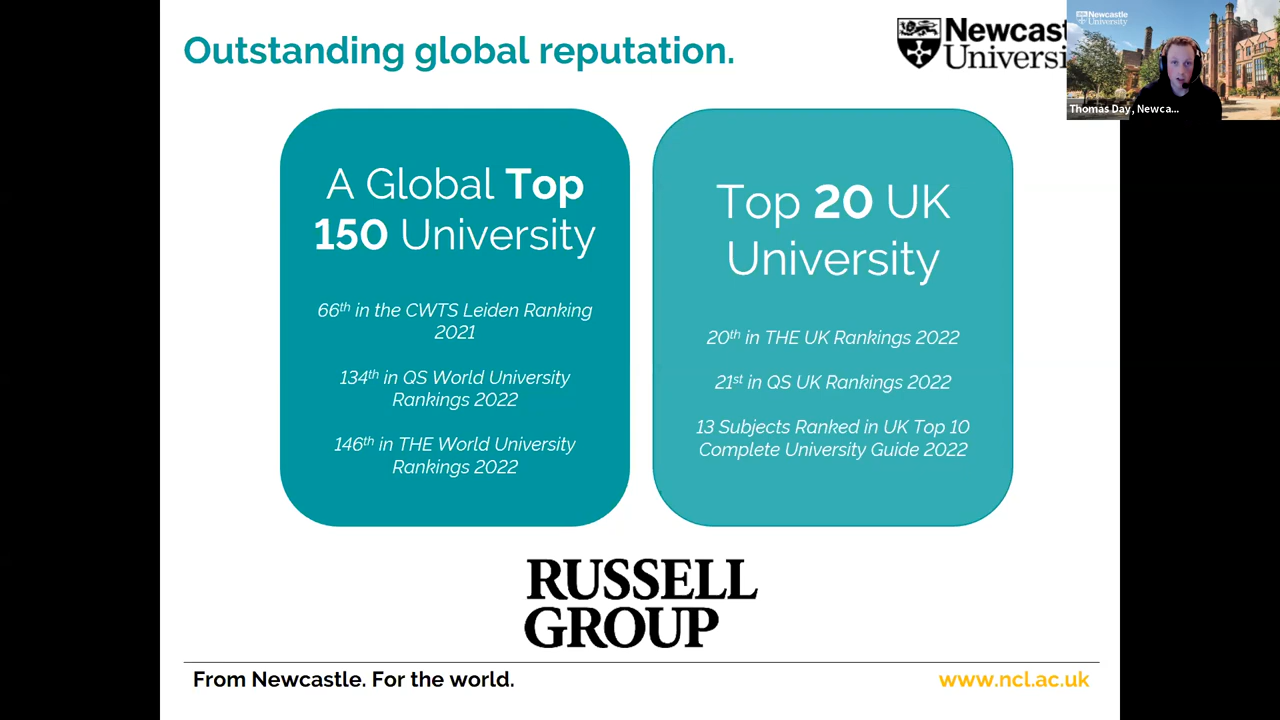 Outstanding global reputation.
Newcast
Universi
Newcastle
University
Thomas Day, Newca...
A Global Top
150 University
66th in the CWTS Leiden Ranking
2021
134th in QS World University
Rankings 2022
146th in THE World University
Rankings 2022
Top 20 UK
University
20th in THE UK Rankings 2022
21st in QS UK Rankings 2022
13 Subjects Ranked in UK Top 10
Complete University Guide 2022
RUSSELL
GROUP
From Newcastle. For the world.
www.ncl.ac.uk